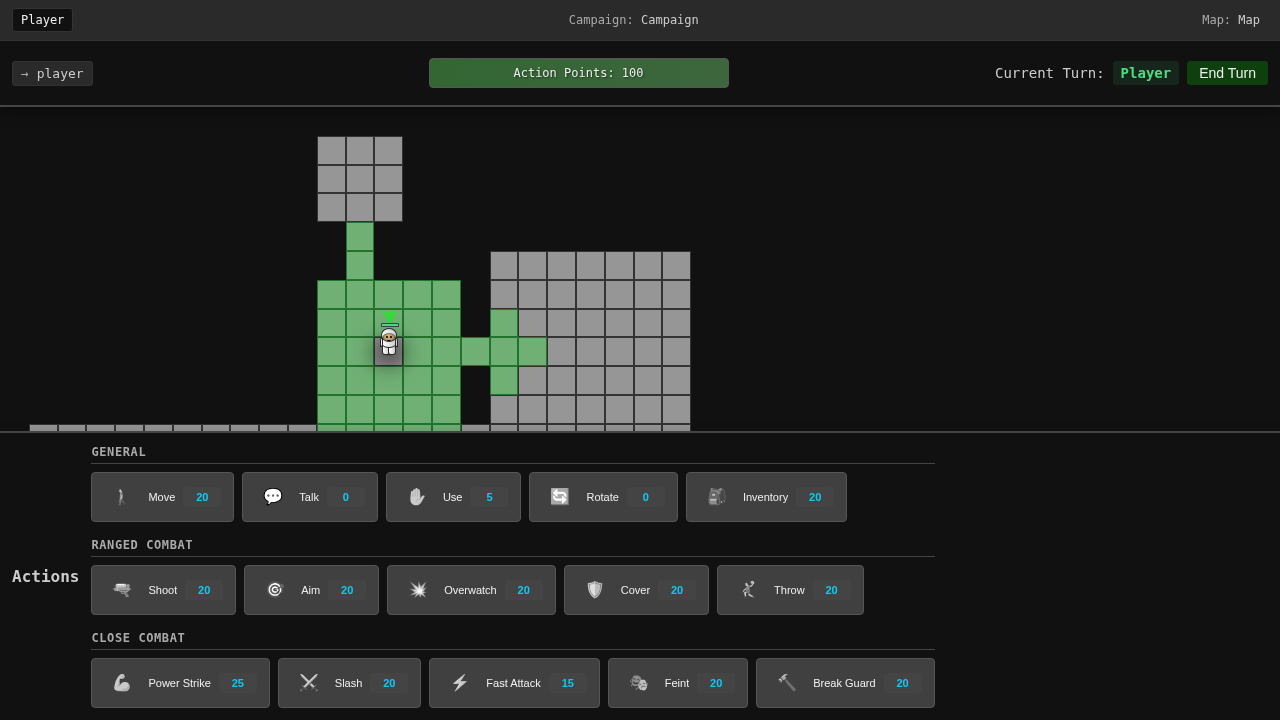 Player
Campaign: Campaign
Map: Map
→ player
Action Points: 100
Current Turn: Player
End Turn
GENERAL
Move 20
Talk 0
Use 5
Rotate 0
Inventory 20
RANGED COMBAT
Actions
Shoot 20
Aim 20
Overwatch 20
Cover 20
Throw 20
CLOSE COMBAT
Power Strike 25
Slash 20
Fast Attack 15
Feint 20
Break Guard 20